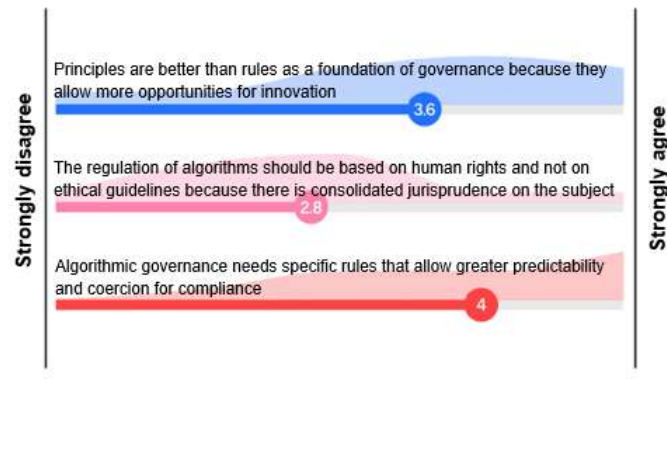 Strongly disagree
Principles are better than rules as a foundation of governance because they
allow more opportunities for innovation
3.6
The regulation of algorithms should be based on human rights and not on
ethical guidelines because there is consolidated jurisprudence on the subject
2.8
Algorithmic governance needs specific rules that allow greater predictability
and coercion for compliance
4
Strongly agree